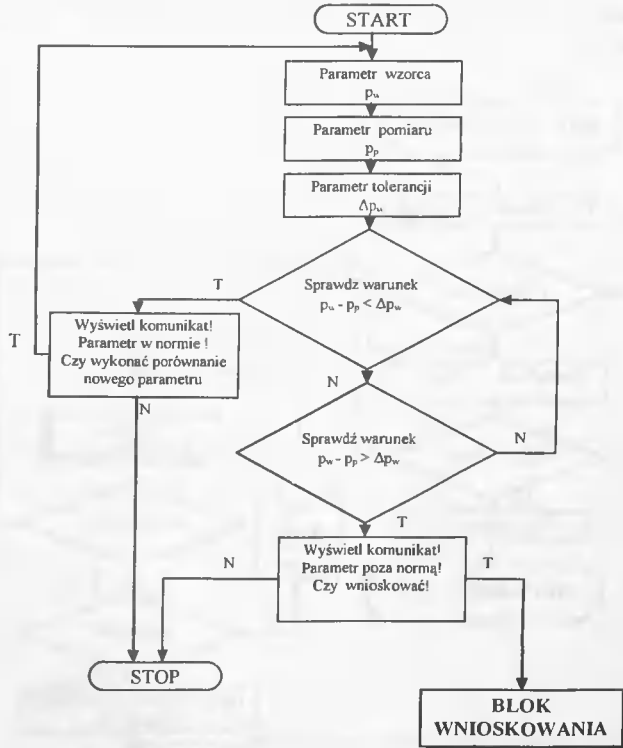 START
Parametr wzorca
pw
Parametr pomiaru
pp
Parametr tolerancji
Δpw
Sprawdz warunek
pw - pp < Δpw
T
T
Wyświetl komunikat!
Parametr w normie !
Czy wykonać porównanie
nowego parametru
N
N
Sprawdź warunek
pw - pp > Δpw
N
T
Wyświetl komunikat!
Parametr poza normą!
Czy wnioskować!
N
T
STOP
BLOK
WNIOSKOWANIA